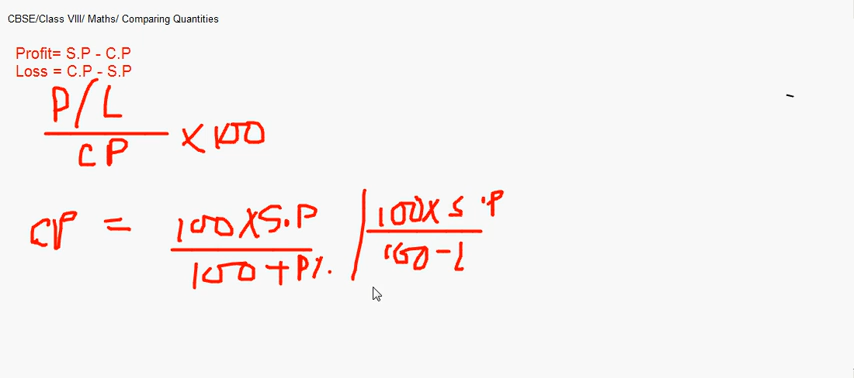 CBSE/Class VIII/ Maths/ Comparing Quantities
Profit= S.P - C.P
Loss = C.P - S.P
P/L
CP × 100
CP = 100×S.P | 100× S.P
100+P%. 100-L